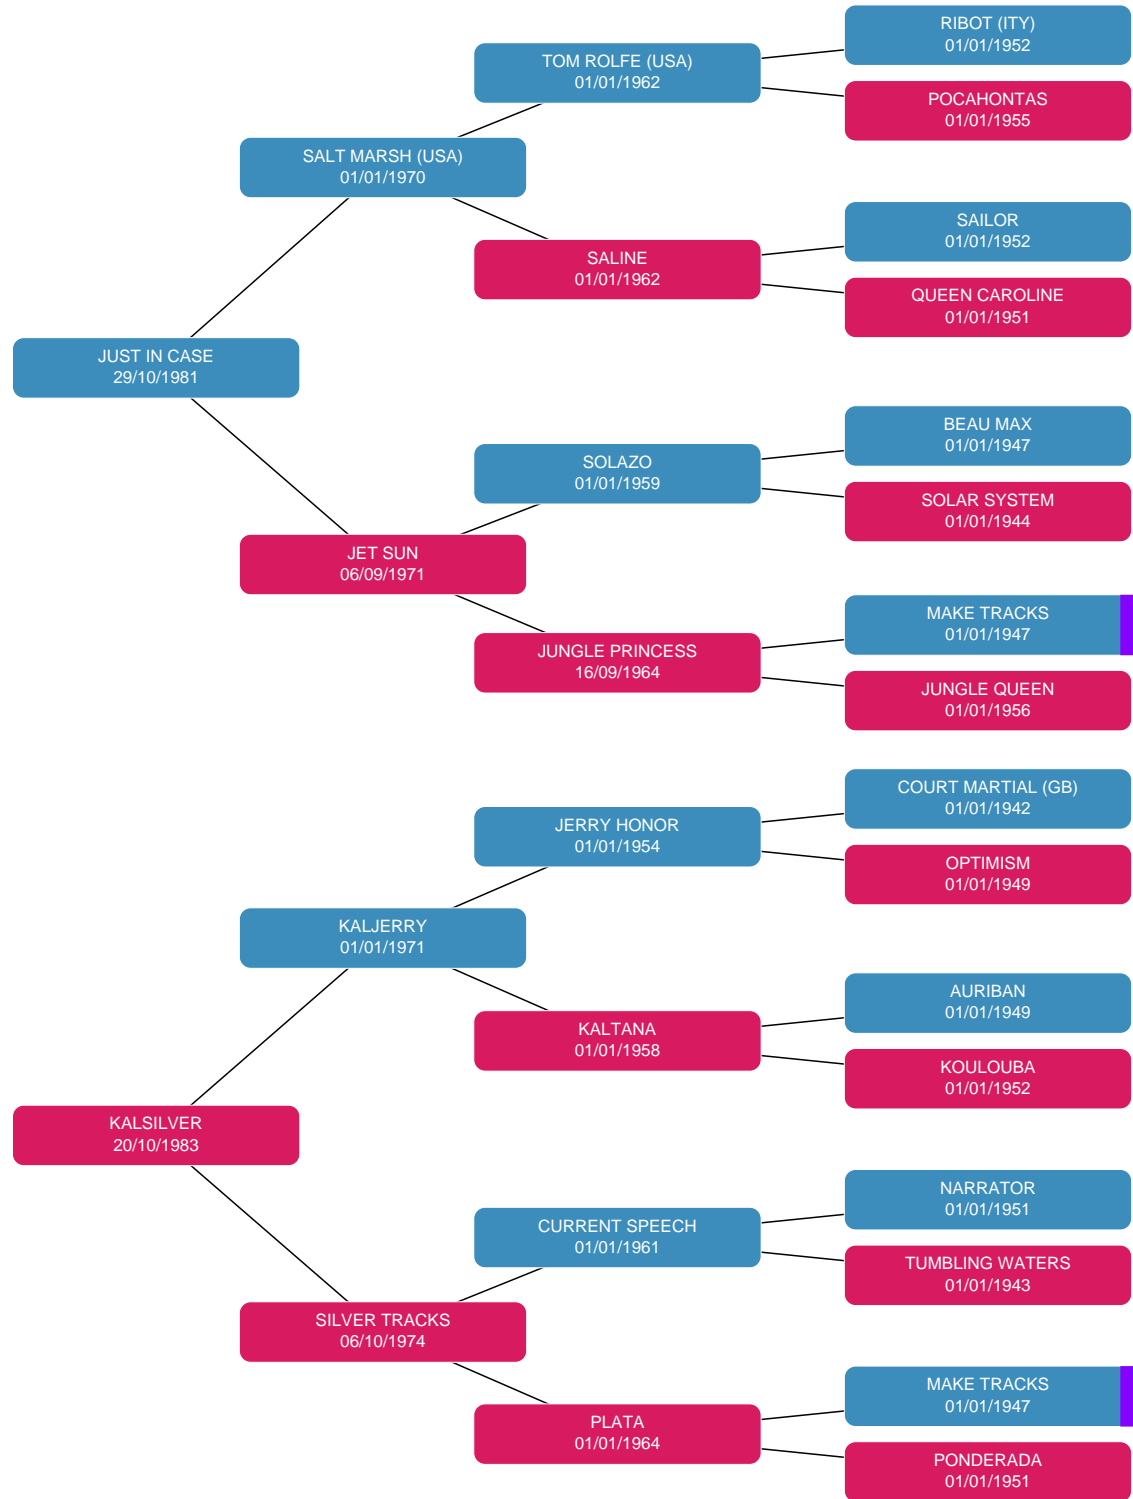 RIBOT (ITY)
01/01/1952
TOM ROLFE (USA)
01/01/1962
POCAHONTAS
01/01/1955
SALT MARSH (USA)
01/01/1970
SAILOR
01/01/1952
SALINE
01/01/1962
QUEEN CAROLINE
01/01/1951
JUST IN CASE
29/10/1981
BEAU MAX
01/01/1947
SOLAZO
01/01/1959
SOLAR SYSTEM
01/01/1944
JET SUN
06/09/1971
MAKE TRACKS
01/01/1947
JUNGLE PRINCESS
16/09/1964
JUNGLE QUEEN
01/01/1956
COURT MARTIAL (GB)
01/01/1942
JERRY HONOR
01/01/1954
OPTIMISM
01/01/1949
KALJERRY
01/01/1971
AURIBAN
01/01/1949
KALTANA
01/01/1958
KOULOUBA
01/01/1952
KALSILVER
20/10/1983
NARRATOR
01/01/1951
CURRENT SPEECH
01/01/1961
TUMBLING WATERS
01/01/1943
SILVER TRACKS
06/10/1974
MAKE TRACKS
01/01/1947
PLATA
01/01/1964
PONDERADA
01/01/1951